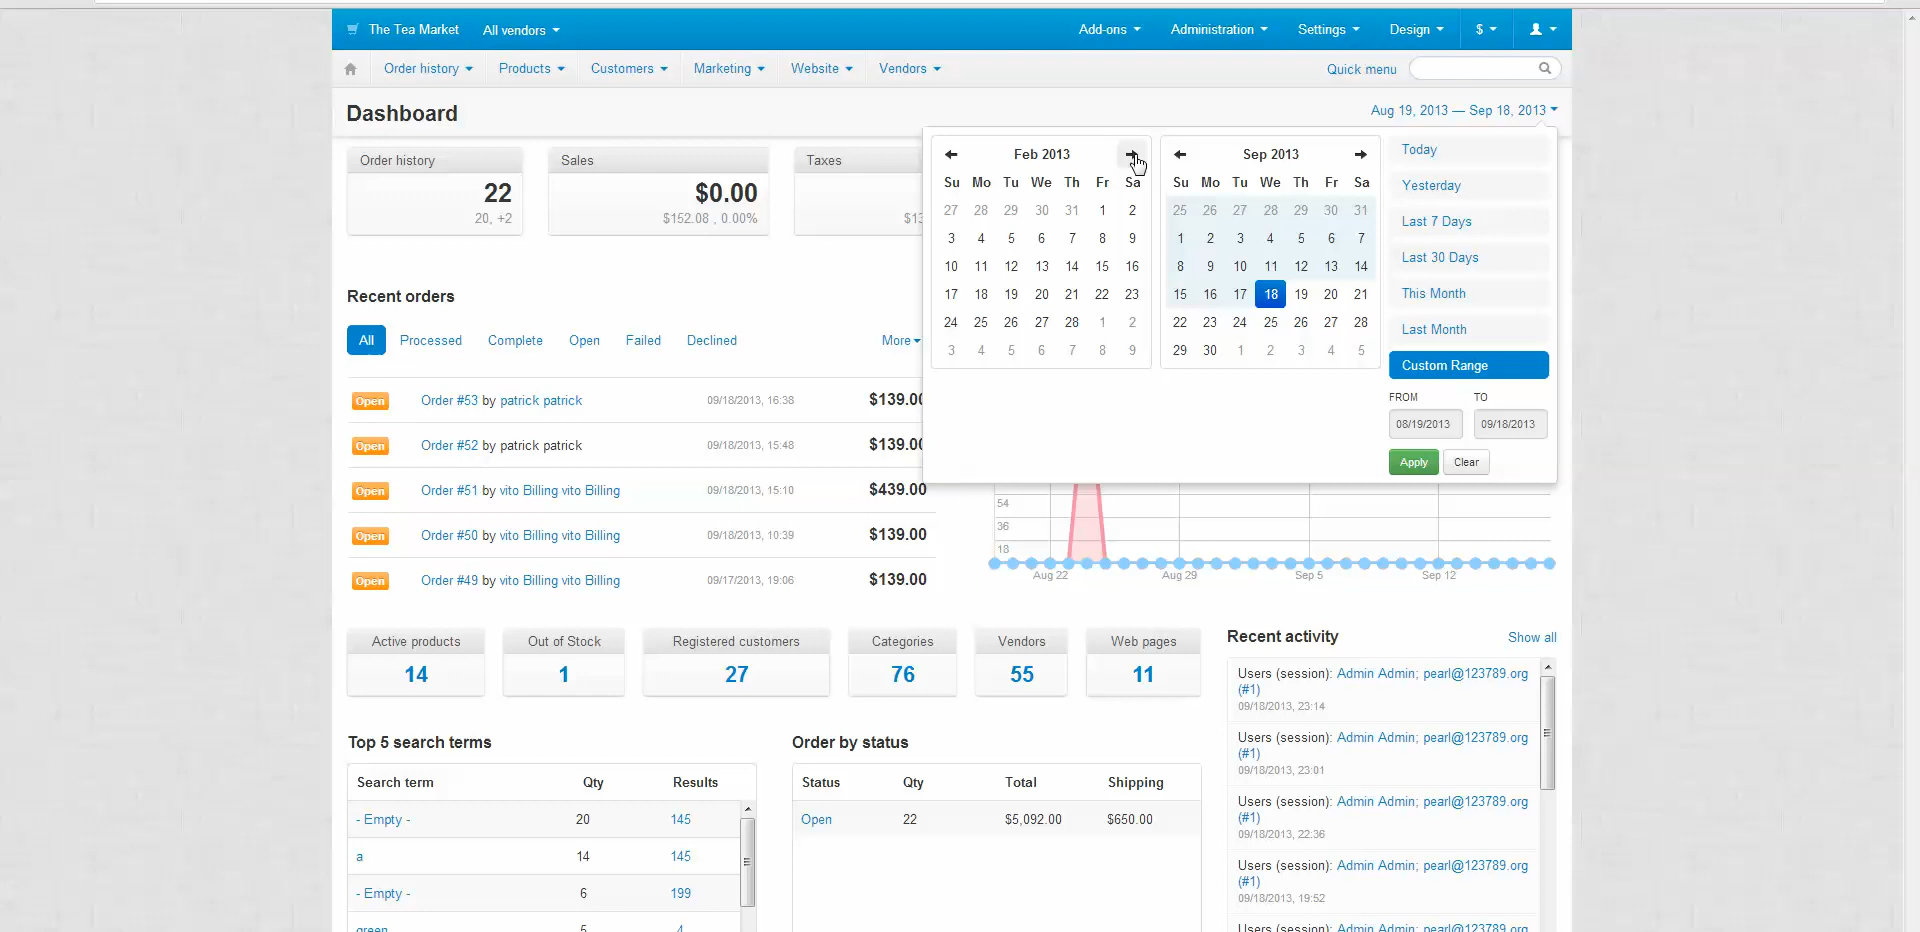 The Tea Market All vendors Add-ons Administration Settings Design $
Order history Products Customers Marketing Website Vendors Quick menu
Dashboard Aug 19, 2013 — Sep 18, 2013
Order history
22
20, +2
Sales
$0.00
$152.08 , 0.00%
Taxes
Feb 2013
Su Mo Tu We Th Fr Sa
27 28 29 30 31 1 2
3 4 5 6 7 8 9
10 11 12 13 14 15 16
17 18 19 20 21 22 23
24 25 26 27 28 1 2
3 4 5 6 7 8 9
Sep 2013
Su Mo Tu We Th Fr Sa
25 26 27 28 29 30 31
1 2 3 4 5 6 7
8 9 10 11 12 13 14
15 16 17 18 19 20 21
22 23 24 25 26 27 28
29 30 1 2 3 4 5
Today
Yesterday
Last 7 Days
Last 30 Days
This Month
Last Month
Custom Range
FROM TO
08/19/2013 09/18/2013
Apply Clear
Recent orders
All Processed Complete Open Failed Declined More
Open Order #53 by patrick patrick 09/18/2013, 16:38 $139.00
Open Order #52 by patrick patrick 09/18/2013, 15:48 $139.00
Open Order #51 by vito Billing vito Billing 09/18/2013, 15:10 $439.00
Open Order #50 by vito Billing vito Billing 09/18/2013, 10:39 $139.00
Open Order #49 by vito Billing vito Billing 09/17/2013, 19:06 $139.00
54
36
18
Aug 22 Aug 29 Sep 5 Sep 12
Active products
14
Out of Stock
1
Registered customers
27
Categories
76
Vendors
55
Web pages
11
Recent activity Show all
Users (session): Admin Admin; pearl@123789.org
(#1)
09/18/2013, 23:14
Users (session): Admin Admin; pearl@123789.org
(#1)
09/18/2013, 23:01
Users (session): Admin Admin; pearl@123789.org
(#1)
09/18/2013, 22:36
Users (session): Admin Admin; pearl@123789.org
(#1)
09/18/2013, 19:52
Users (session): Admin Admin; pearl@123789.org
Top 5 search terms
Search term Qty Results
- Empty - 20 145
a 14 145
- Empty - 6 199
green 5 4
Order by status
Status Qty Total Shipping
Open 22 $5,092.00 $650.00